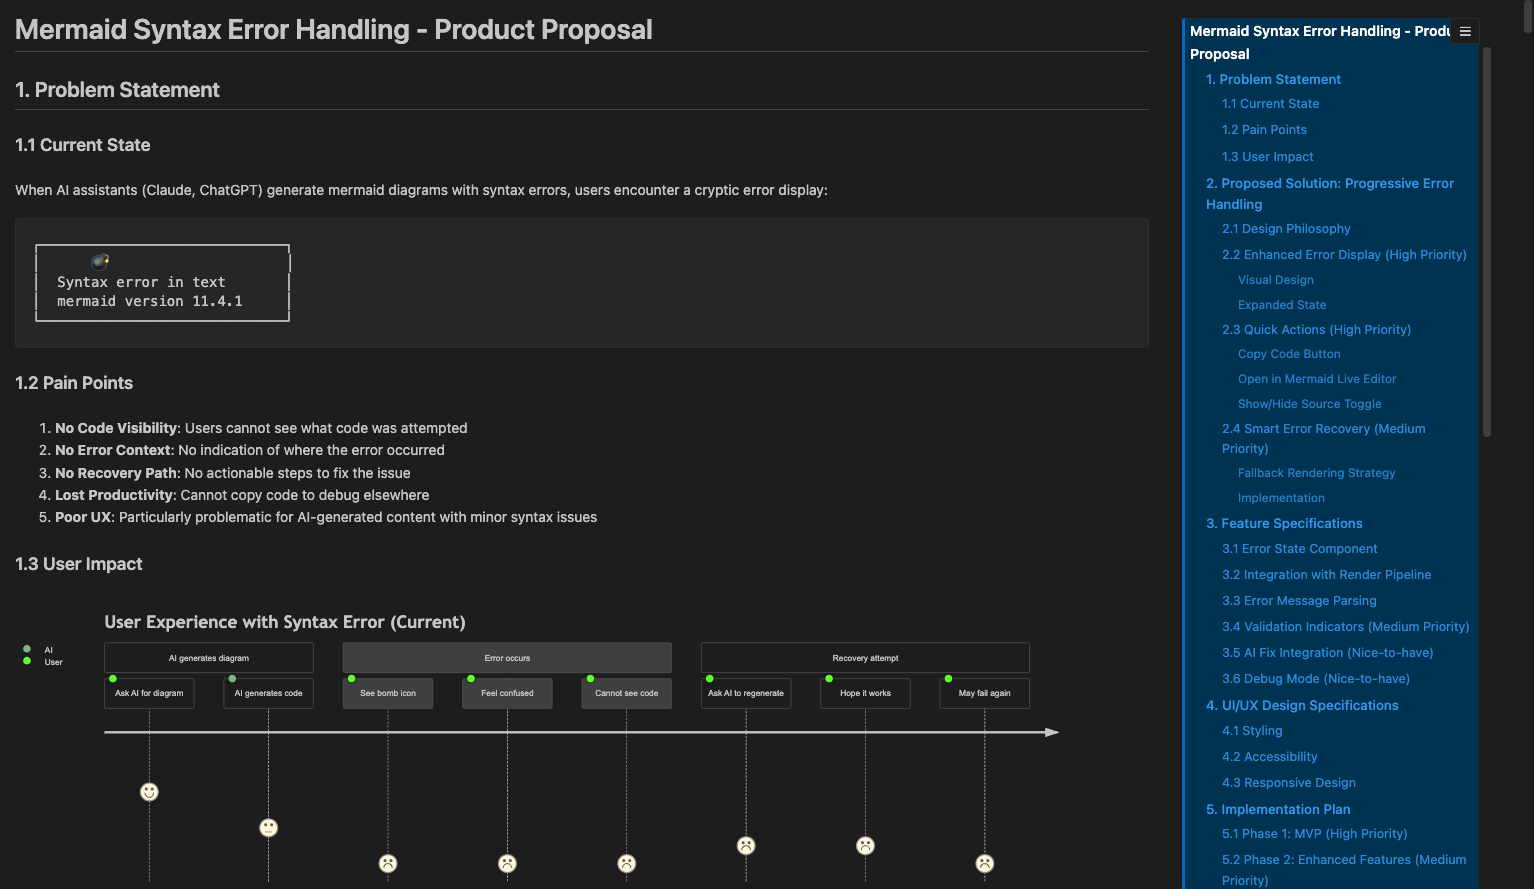 Mermaid Syntax Error Handling - Product Proposal
1. Problem Statement
1.1 Current State
When AI assistants (Claude, ChatGPT) generate mermaid diagrams with syntax errors, users encounter a cryptic error display:
Syntax error in text
mermaid version 11.4.1
1.2 Pain Points
1. No Code Visibility: Users cannot see what code was attempted
2. No Error Context: No indication of where the error occurred
3. No Recovery Path: No actionable steps to fix the issue
4. Lost Productivity: Cannot copy code to debug elsewhere
5. Poor UX: Particularly problematic for AI-generated content with minor syntax issues
1.3 User Impact
User Experience with Syntax Error (Current)
AI
User
AI generates diagram
Error occurs
Recovery attempt
Ask AI for diagram
AI generates code
See bomb icon
Feel confused
Cannot see code
Ask AI to regenerate
Hope it works
May fail again
Mermaid Syntax Error Handling - Produ
Proposal
1. Problem Statement
1.1 Current State
1.2 Pain Points
1.3 User Impact
2. Proposed Solution: Progressive Error
Handling
2.1 Design Philosophy
2.2 Enhanced Error Display (High Priority)
Visual Design
Expanded State
2.3 Quick Actions (High Priority)
Copy Code Button
Open in Mermaid Live Editor
Show/Hide Source Toggle
2.4 Smart Error Recovery (Medium
Priority)
Fallback Rendering Strategy
Implementation
3. Feature Specifications
3.1 Error State Component
3.2 Integration with Render Pipeline
3.3 Error Message Parsing
3.4 Validation Indicators (Medium Priority)
3.5 AI Fix Integration (Nice-to-have)
3.6 Debug Mode (Nice-to-have)
4. UI/UX Design Specifications
4.1 Styling
4.2 Accessibility
4.3 Responsive Design
5. Implementation Plan
5.1 Phase 1: MVP (High Priority)
5.2 Phase 2: Enhanced Features (Medium
Priority)